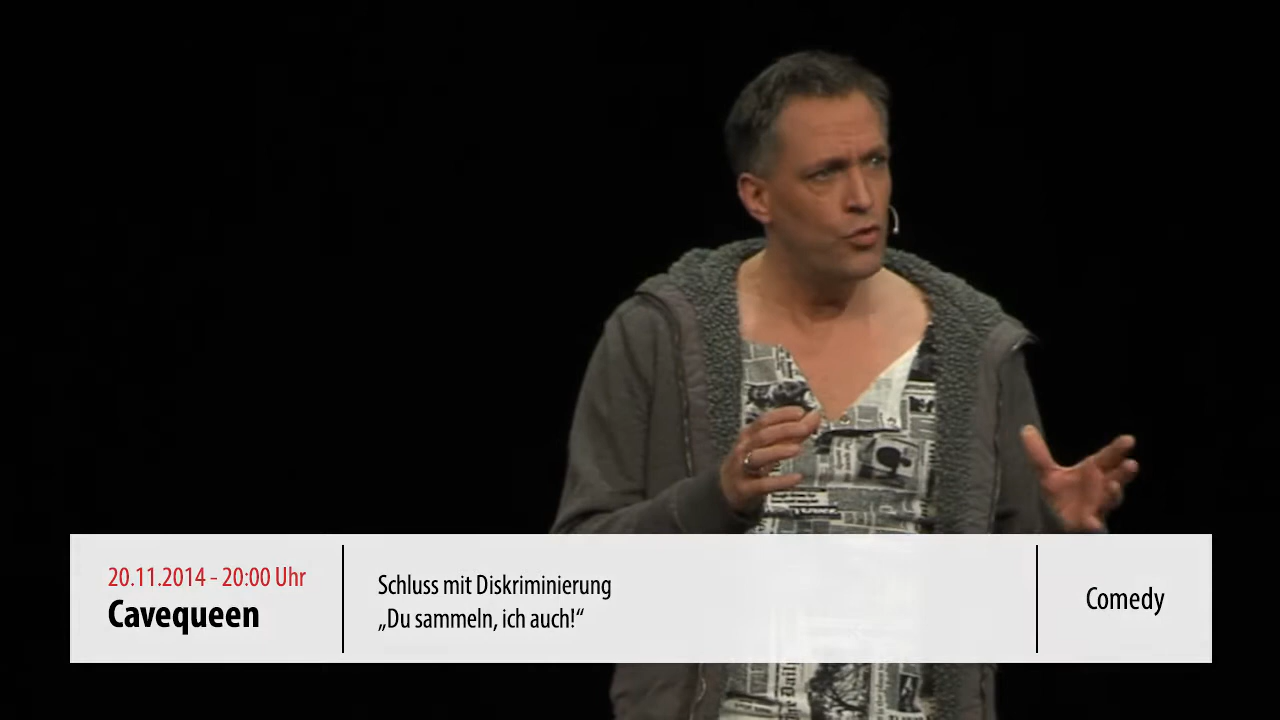 20.11.2014 - 20:00 Uhr
Cavequeen
Schluss mit Diskriminierung
„Du sammeln, ich auch!“
Comedy